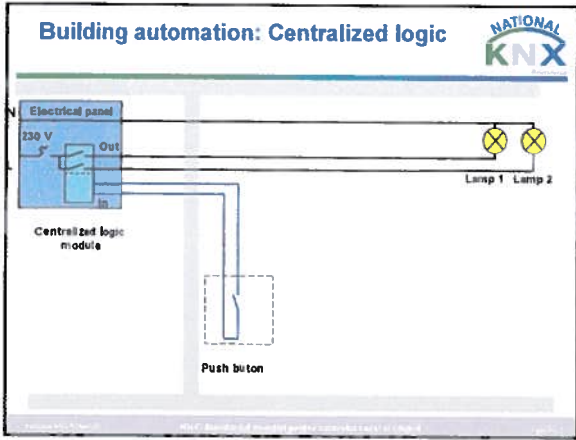 Building automation: Centralized logic
NATIONAL
KNX
N
Electrical panel
230 V
Out
L
In
Lamp 1 Lamp 2
Centralized logic
module
Push buton